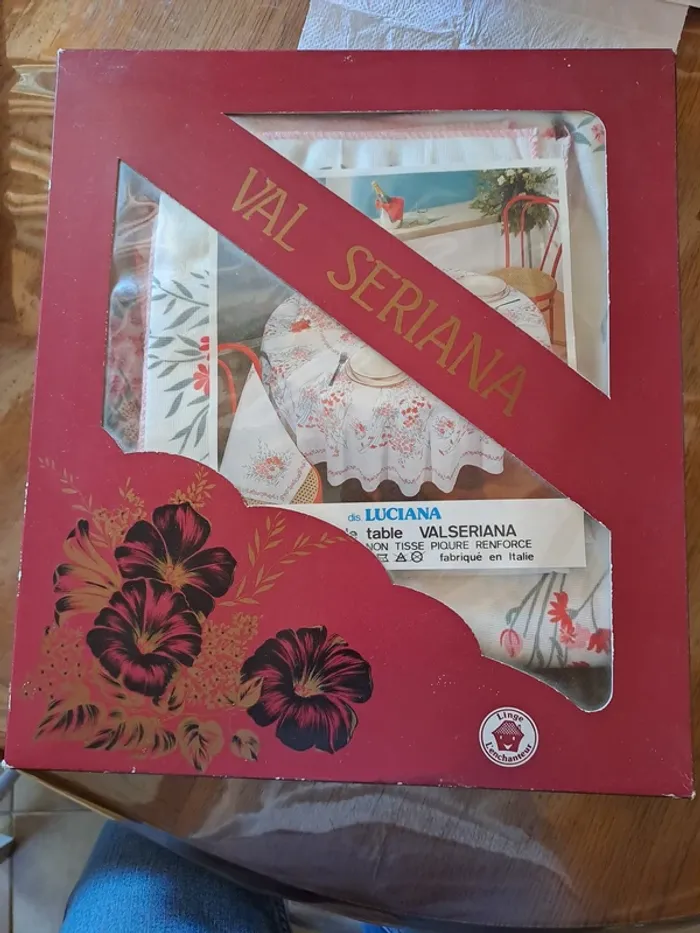 VAL SERIANA
dis. LUCIANA
table VALSERIANA
NON TISSE PIQURE RENFORCE
fabriqué en Italie
Linge
L'enchanteur